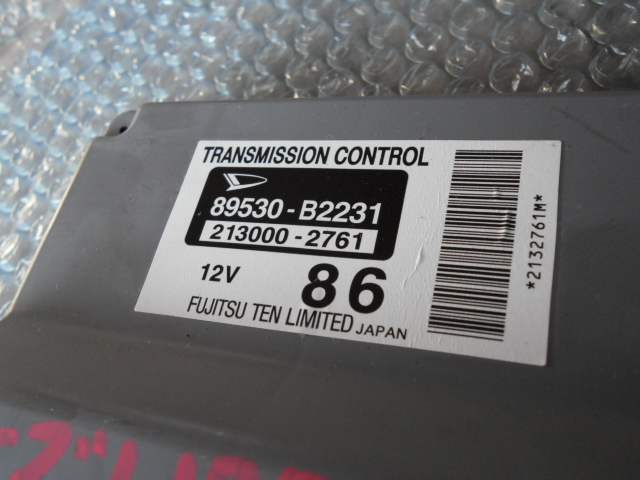 TRANSMISSION CONTROL
89530-B2231
213000-2761
12V 86
FUJITSU TEN LIMITED JAPAN
*2132761M*